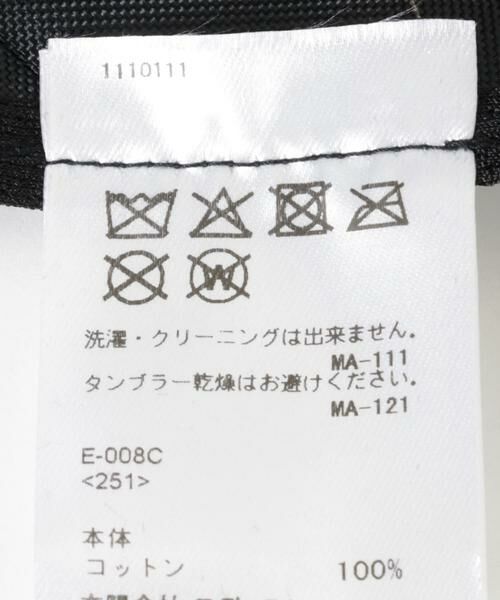 1110111
W
洗濯・クリーニングは出来ません。
MA-111
タンブラー乾燥はお避けください。
MA-121
E-008C
<251>
本体
コットン 100%